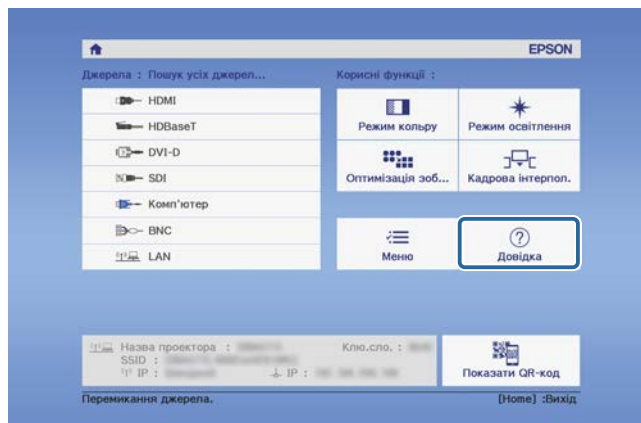 EPSON
Джерела : Пошук усіх джерел...
HDMI
HDBaseT
DVI-D
SDI
Комп'ютер
BNC
LAN
Корисні функції :
Режим кольру
Режим освітлення
Оптимізація зоб...
Кадрова інтерпол.
Меню
Довідка
Назва проектора :
Клю.сло. :
SSID :
IP :
IP :
Показати QR-код
Перемикання джерела.
[Home] :Вихід